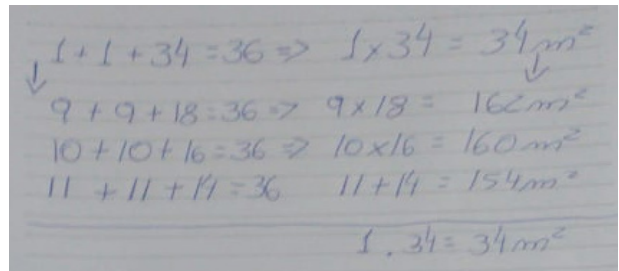 1 + 1 + 34 = 36 => 1 x 34 = 34 m²
↓ ↓
9 + 9 + 18 = 36 => 9 x 18 = 162 m²
10 + 10 + 16 = 36 => 10 x 16 = 160 m²
11 + 11 + 14 = 36 11 + 14 = 154 m²
1 . 34 = 34 m²